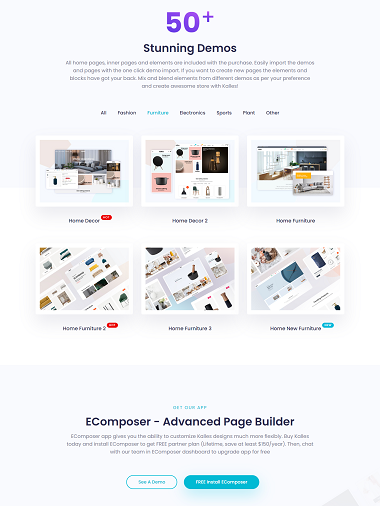 50+
Stunning Demos
All home pages, inner pages and elements are included with the purchase. Easily import the demos
and pages with the one click demo import. If you want to create new pages the elements and
blocks have got your back. Mix and blend elements from different demos as per your preference
and create awesome store with Kalles!
All Fashion Furniture Electronics Sports Plant Other
Home Decor HOT
Home Decor 2
Home Furniture
Home Furniture 2 HOT
Home Furniture 3
Home New Furniture NEW
GET OUR APP
EComposer - Advanced Page Builder
EComposer app gives you the ability to customize Kalles designs much more flexibly. Buy Kalles
today and install EComposer to get FREE partner plan (Lifetime, save at least $150/year). Then, chat
with our team in EComposer dashboard to upgrade app for free
See A Demo
FREE Install EComposer